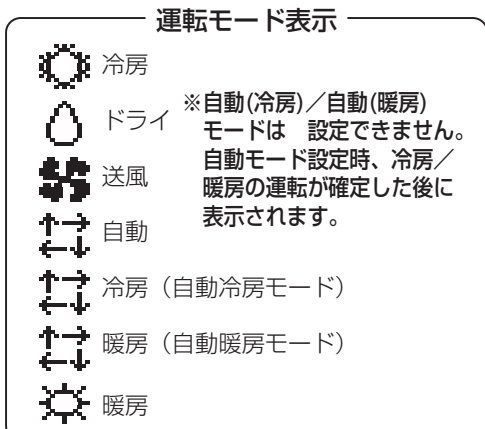 運転モード表示
冷房
ドライ
※自動(冷房)／自動(暖房)
モードは　設定できません。
自動モード設定時、冷房／
暖房の運転が確定した後に
表示されます。
送風
自動
冷房（自動冷房モード）
暖房（自動暖房モード）
暖房